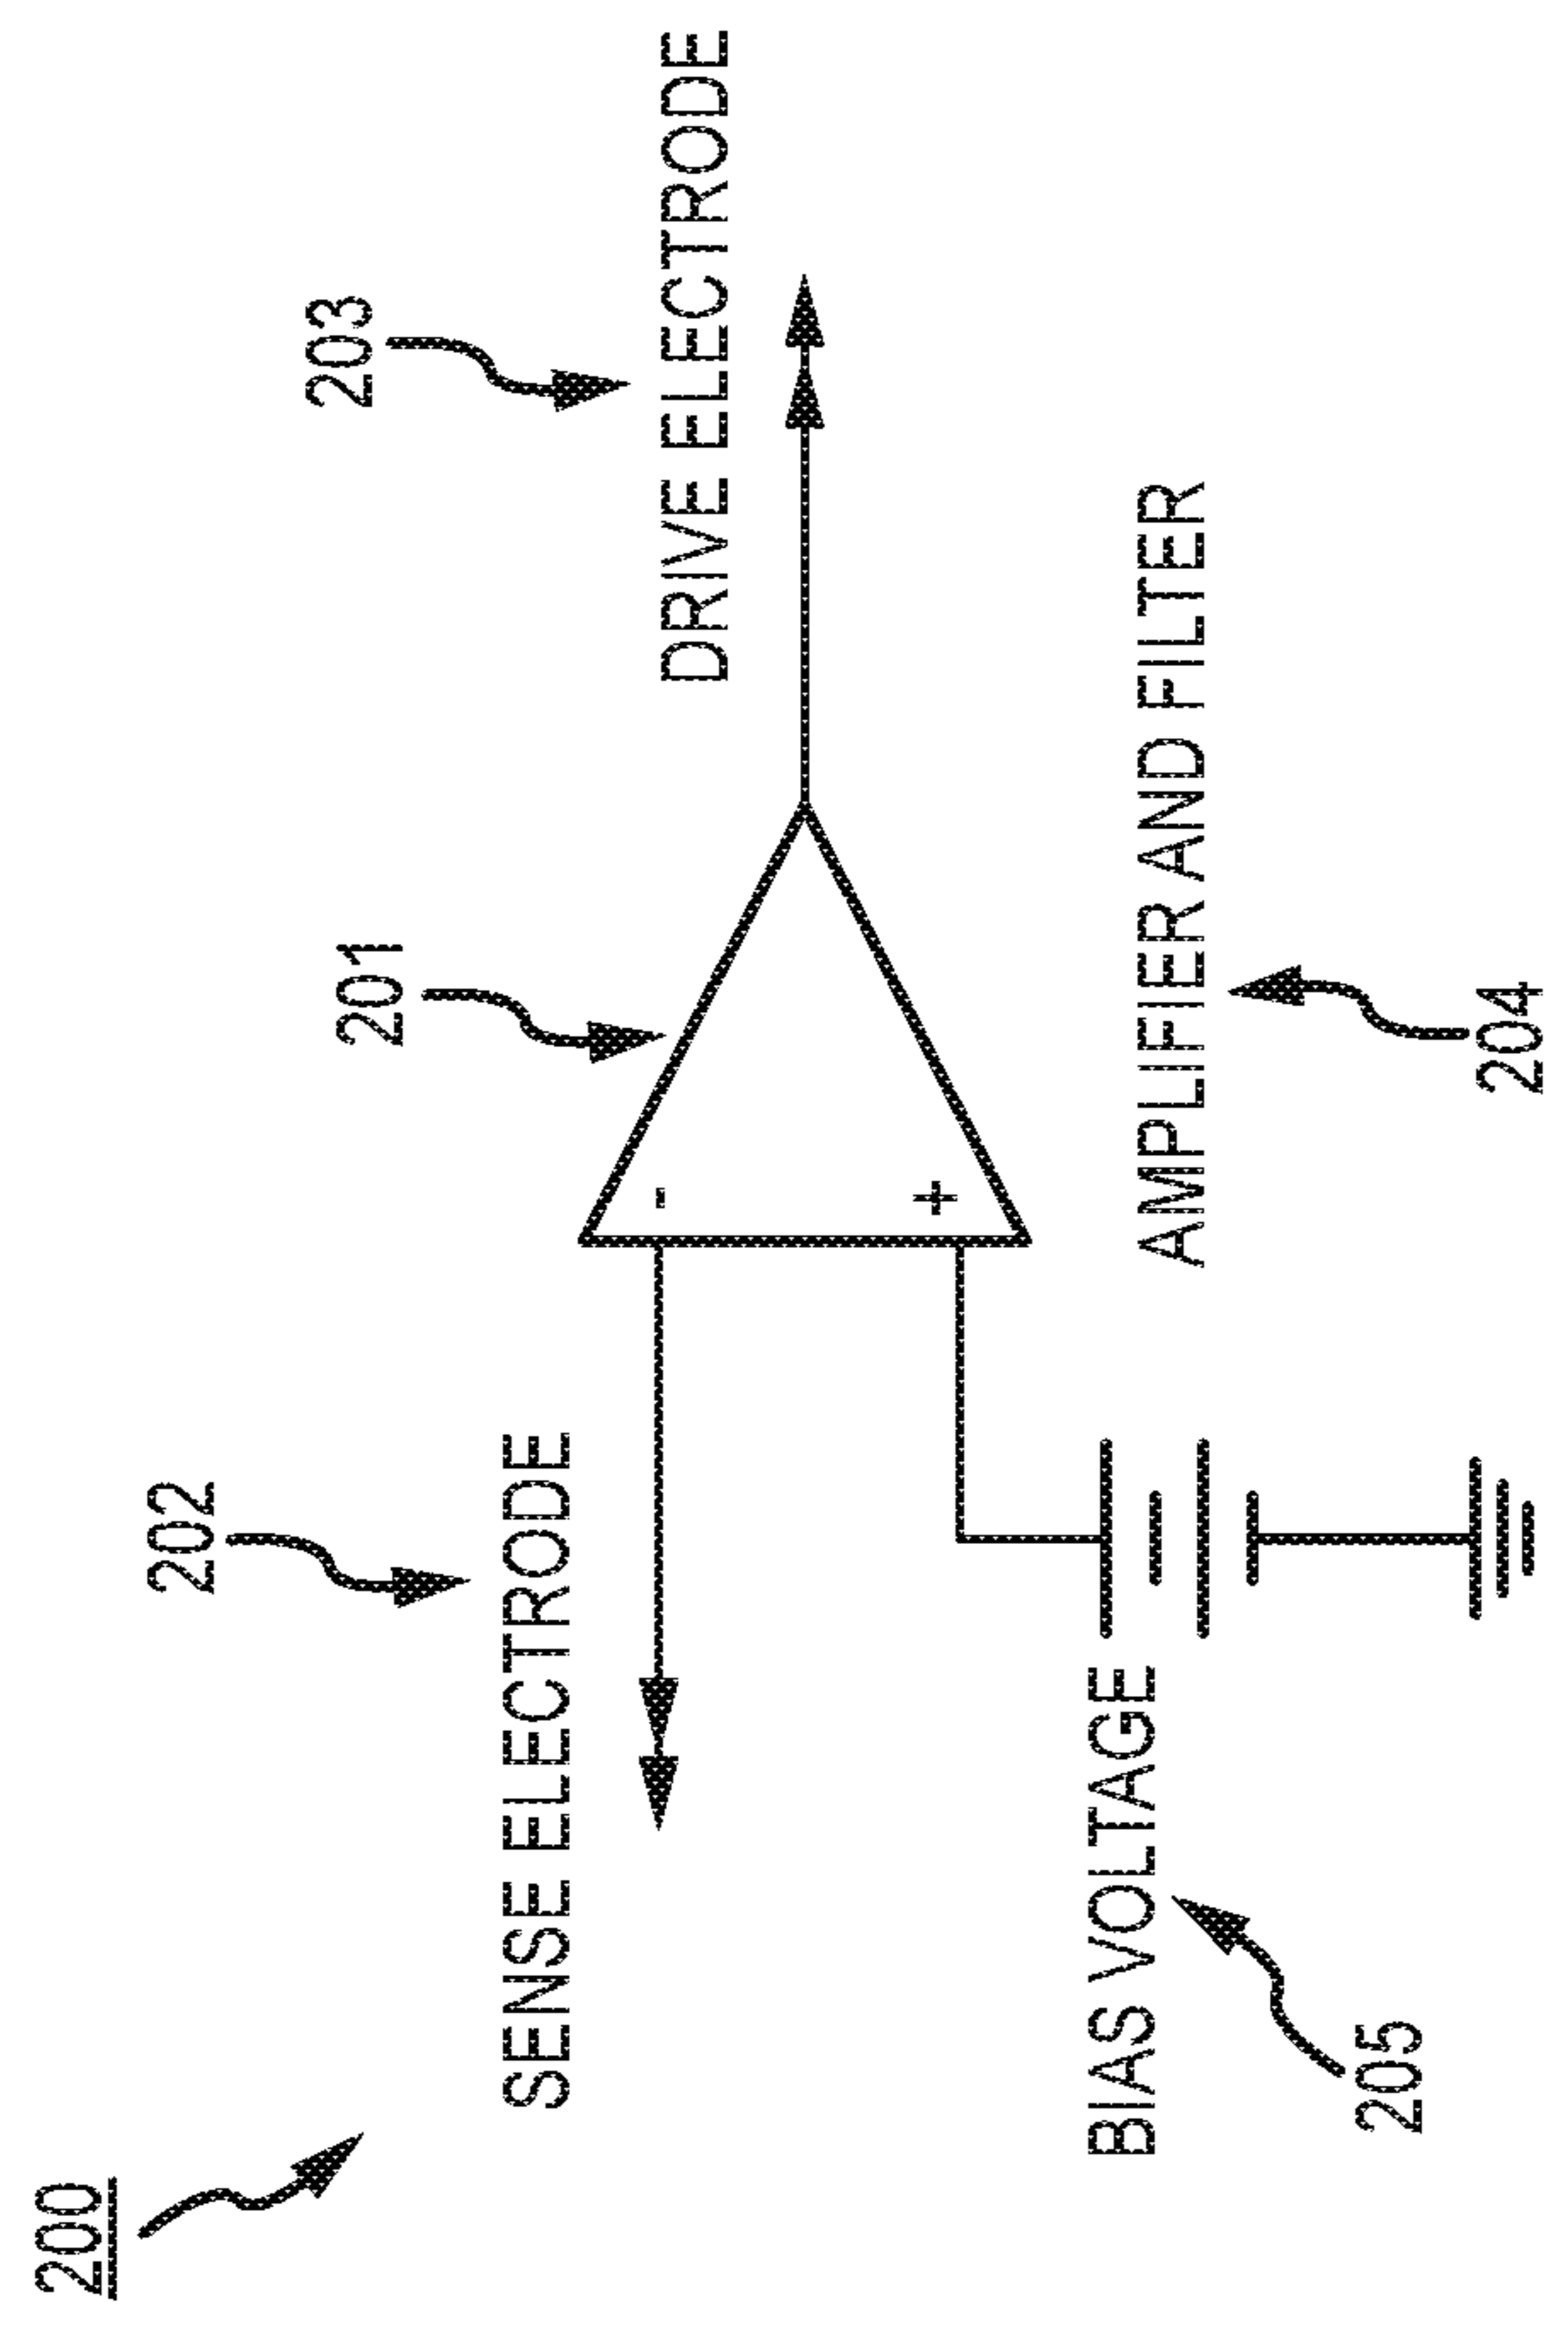 200
202
SENSE ELECTRODE
201
203
DRIVE ELECTRODE
-
+
BIAS VOLTAGE
205
AMPLIFIER AND FILTER
204